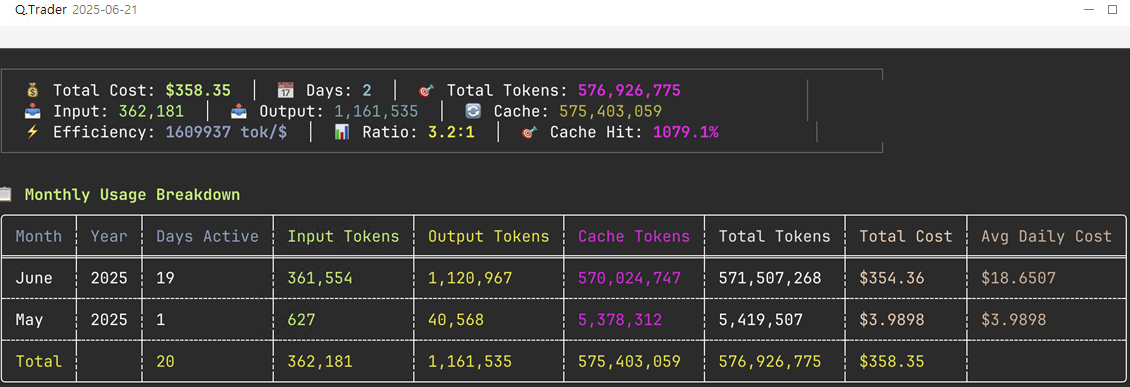 Q.Trader 2025-06-21
Total Cost: $358.35 │ Days: 2 │ Total Tokens: 576,926,775
Input: 362,181 │ Output: 1,161,535 │ Cache: 575,403,059
Efficiency: 1609937 tok/$ │ Ratio: 3.2:1 │ Cache Hit: 1079.1%
Monthly Usage Breakdown
Month Year Days Active Input Tokens Output Tokens Cache Tokens Total Tokens Total Cost Avg Daily Cost
June 2025 19 361,554 1,120,967 570,024,747 571,507,268 $354.36 $18.6507
May 2025 1 627 40,568 5,378,312 5,419,507 $3.9898 $3.9898
Total 20 362,181 1,161,535 575,403,059 576,926,775 $358.35